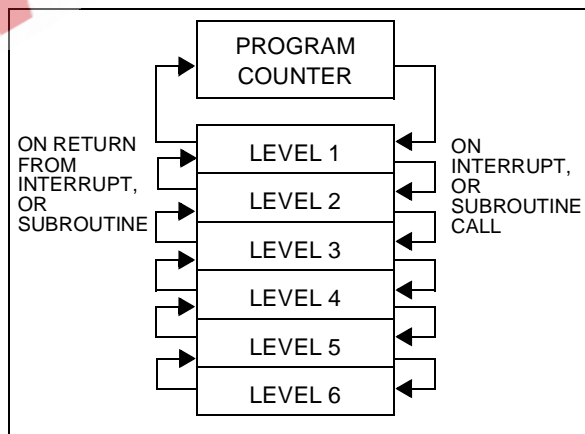 PROGRAM
COUNTER
ON RETURN
FROM
INTERRUPT,
OR
SUBROUTINE
LEVEL 1
LEVEL 2
LEVEL 3
LEVEL 4
LEVEL 5
LEVEL 6
ON
INTERRUPT,
OR
SUBROUTINE
CALL